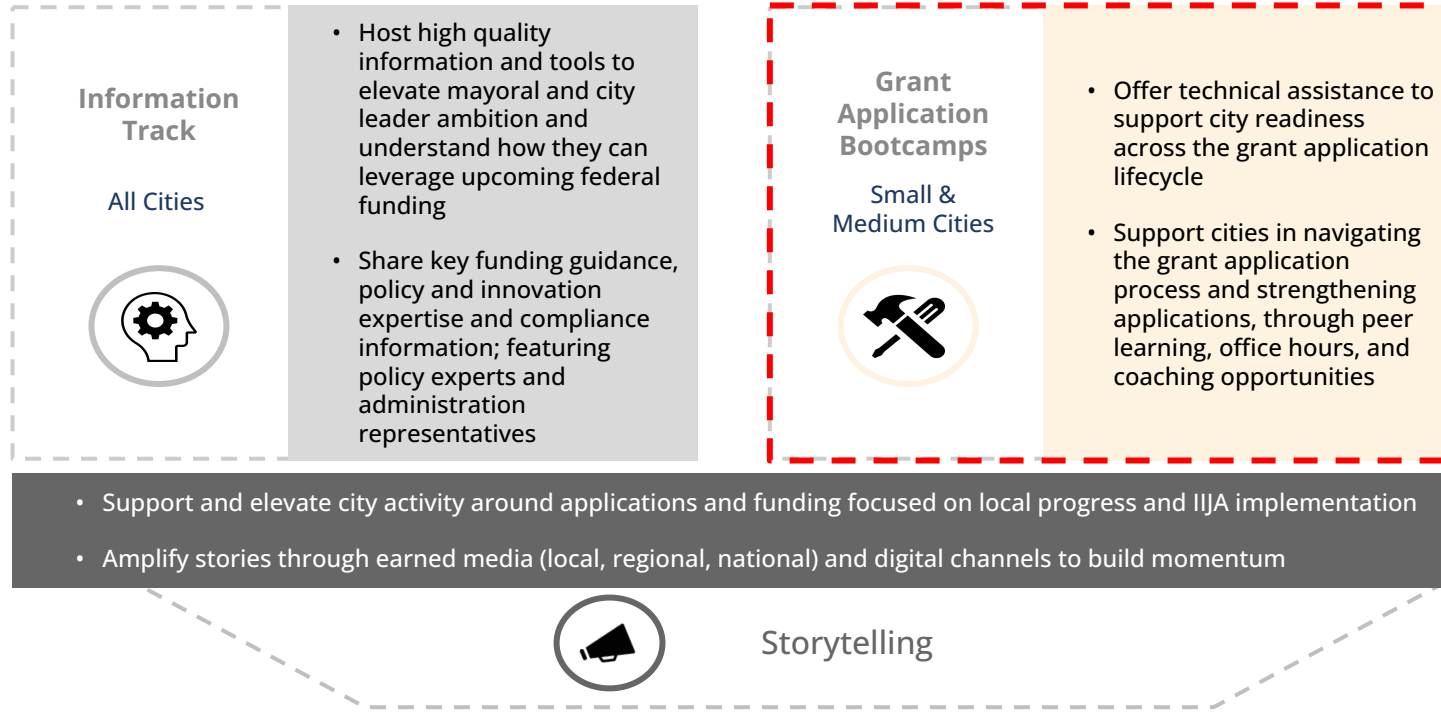 Information
Track
All Cities
• Host high quality
information and tools to
elevate mayoral and city
leader ambition and
understand how they can
leverage upcoming federal
funding
• Share key funding guidance,
policy and innovation
expertise and compliance
information; featuring
policy experts and
administration
representatives
Grant
Application
Bootcamps
Small &
Medium Cities
• Offer technical assistance to
support city readiness
across the grant application
lifecycle
• Support cities in navigating
the grant application
process and strengthening
applications, through peer
learning, office hours, and
coaching opportunities
• Support and elevate city activity around applications and funding focused on local progress and IIJA implementation
• Amplify stories through earned media (local, regional, national) and digital channels to build momentum
Storytelling